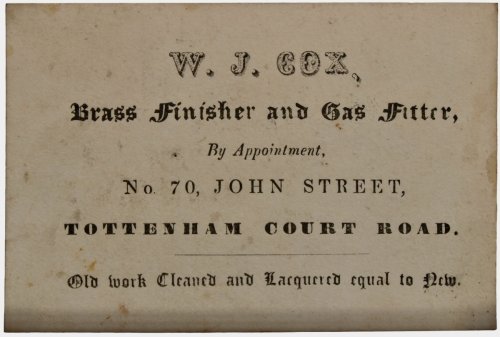 W. J. COX,
Brass Finisher and Gas Fitter,
By Appointment,
No. 70, JOHN STREET,
TOTTENHAM COURT ROAD.
Old work Cleaned and Lacquered equal to New.